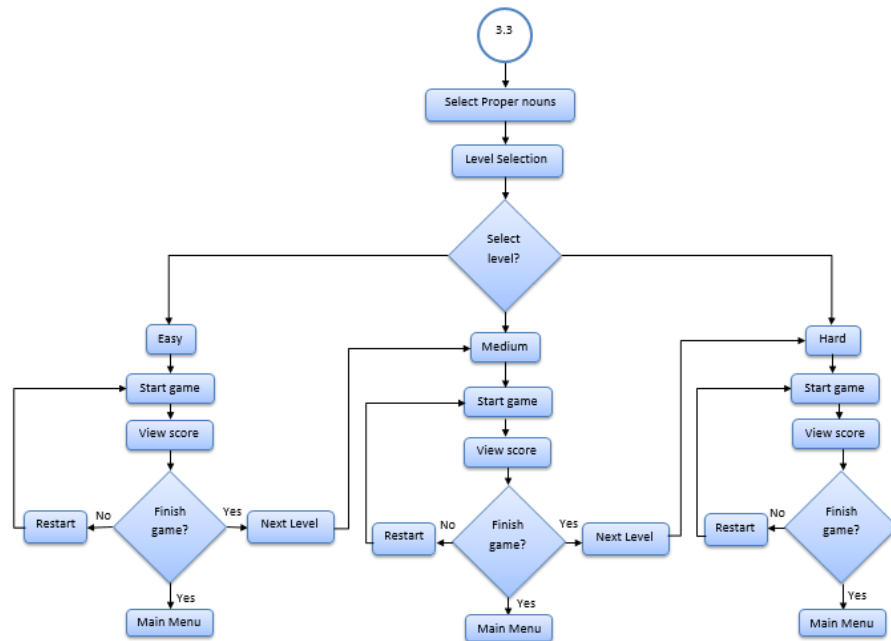 3.3
Select Proper nouns
Level Selection
Select
level?
Easy
Medium
Hard
Start game
Start game
Start game
View score
View score
View score
Restart
No
Finish
game?
Yes
Next Level
Restart
No
Finish
game?
Yes
Next Level
Restart
No
Finish
game?
Yes
Yes
Yes
Main Menu
Main Menu
Main Menu